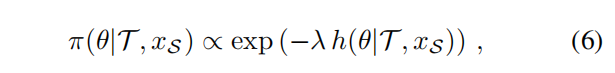 π(θ|𝒯, x_𝒮) ∝ exp (−λ h(θ|𝒯, x_𝒮)) , (6)